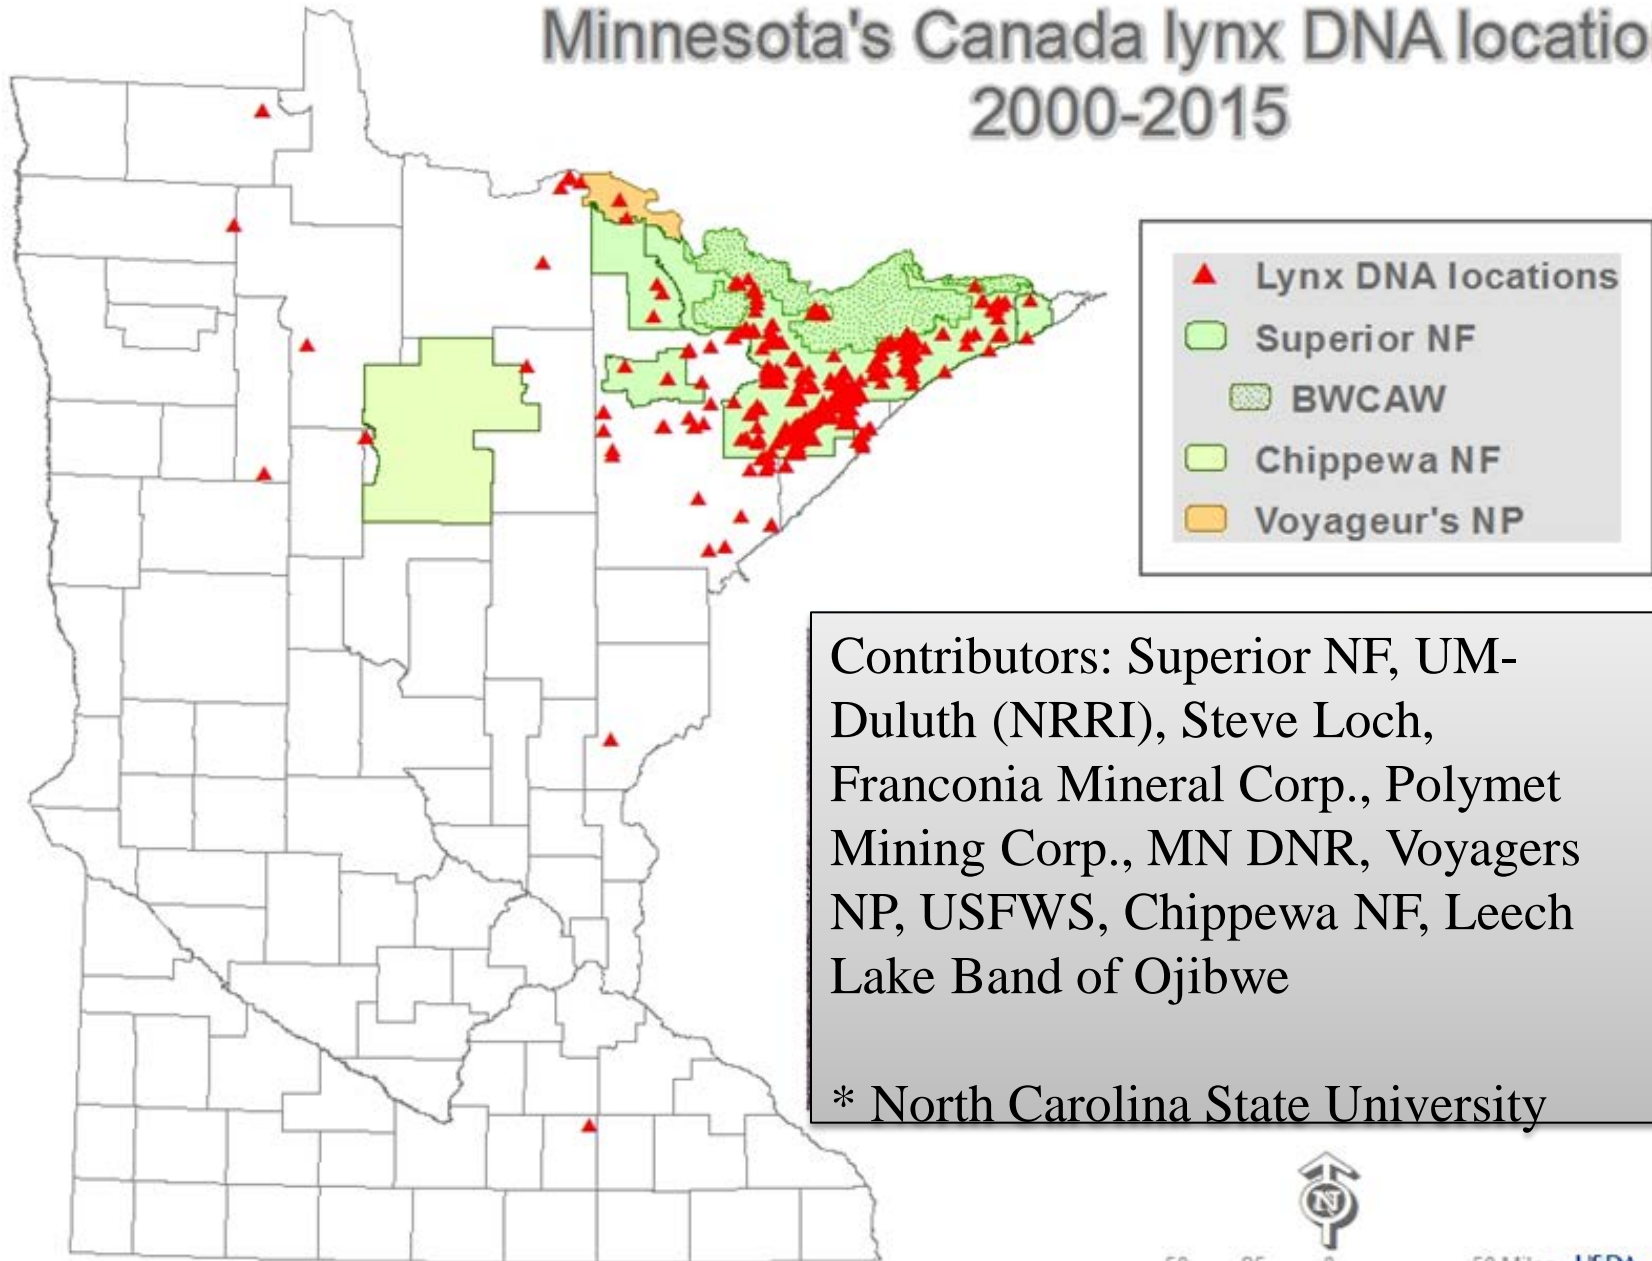 Minnesota's Canada lynx DNA locatio
2000-2015
Lynx DNA locations
Superior NF
BWCAW
Chippewa NF
Voyageur's NP
Contributors: Superior NF, UM-
Duluth (NRRI), Steve Loch,
Franconia Mineral Corp., Polymet
Mining Corp., MN DNR, Voyagers
NP, USFWS, Chippewa NF, Leech
Lake Band of Ojibwe
* North Carolina State University
N
50 Miles